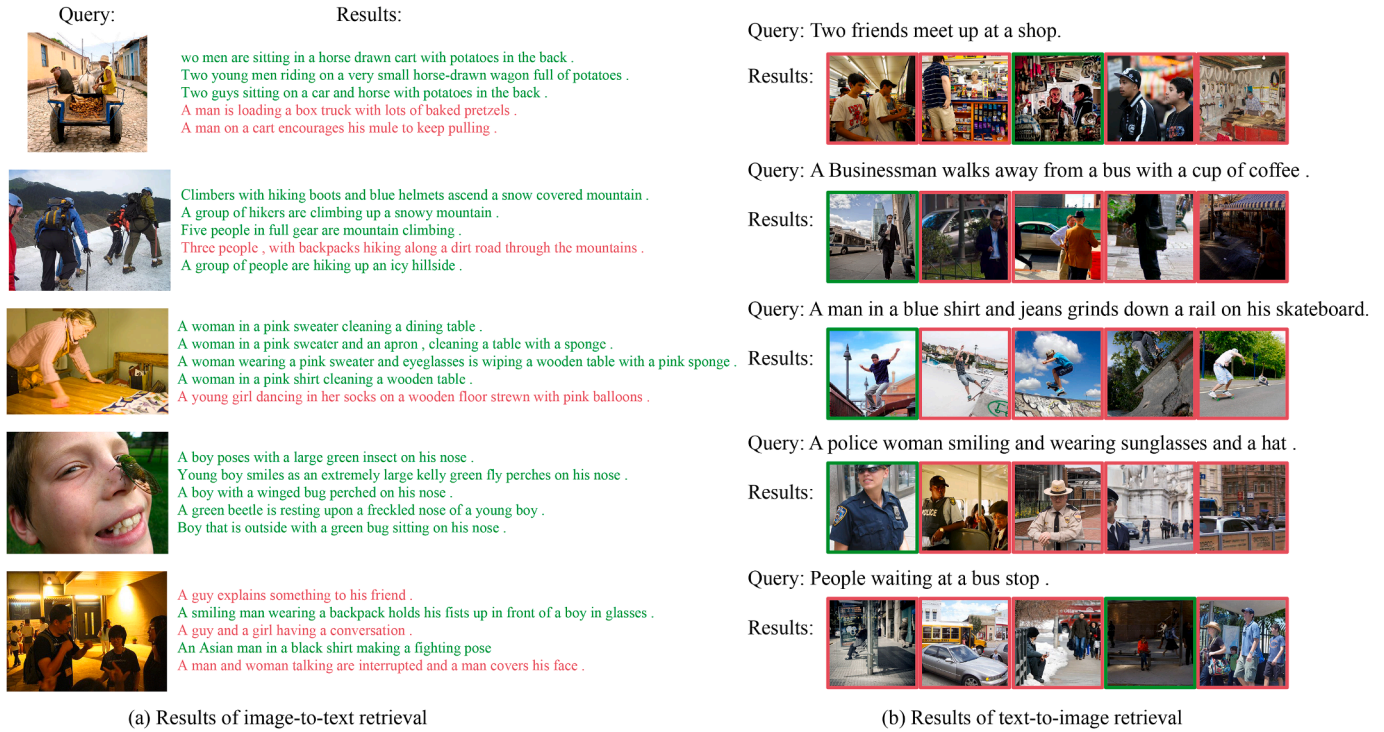 Query:
Results:
wo men are sitting in a horse drawn cart with potatoes in the back .
Two young men riding on a very small horse-drawn wagon full of potatoes .
Two guys sitting on a car and horse with potatoes in the back .
A man is loading a box truck with lots of baked pretzels .
A man on a cart encourages his mule to keep pulling .
Climbers with hiking boots and blue helmets ascend a snow covered mountain .
A group of hikers are climbing up a snowy mountain .
Five people in full gear are mountain climbing .
Three people , with backpacks hiking along a dirt road through the mountains .
A group of people are hiking up an icy hillside .
A woman in a pink sweater cleaning a dining table .
A woman in a pink sweater and an apron , cleaning a table with a sponge .
A woman wearing a pink sweater and eyeglasses is wiping a wooden table with a pink sponge .
A woman in a pink shirt cleaning a wooden table .
A young girl dancing in her socks on a wooden floor strewn with pink balloons .
A boy poses with a large green insect on his nose .
Young boy smiles as an extremely large kelly green fly perches on his nose .
A boy with a winged bug perched on his nose .
A green beetle is resting upon a freckled nose of a young boy .
Boy that is outside with a green bug sitting on his nose .
A guy explains something to his friend .
A smiling man wearing a backpack holds his fists up in front of a boy in glasses .
A guy and a girl having a conversation .
An Asian man in a black shirt making a fighting pose
A man and woman talking are interrupted and a man covers his face .
(a) Results of image-to-text retrieval
Query: Two friends meet up at a shop.
Results:
Query: A Businessman walks away from a bus with a cup of coffee .
Results:
Query: A man in a blue shirt and jeans grinds down a rail on his skateboard.
Results:
Query: A police woman smiling and wearing sunglasses and a hat .
Results:
POLICE
Query: People waiting at a bus stop .
Results:
(b) Results of text-to-image retrieval